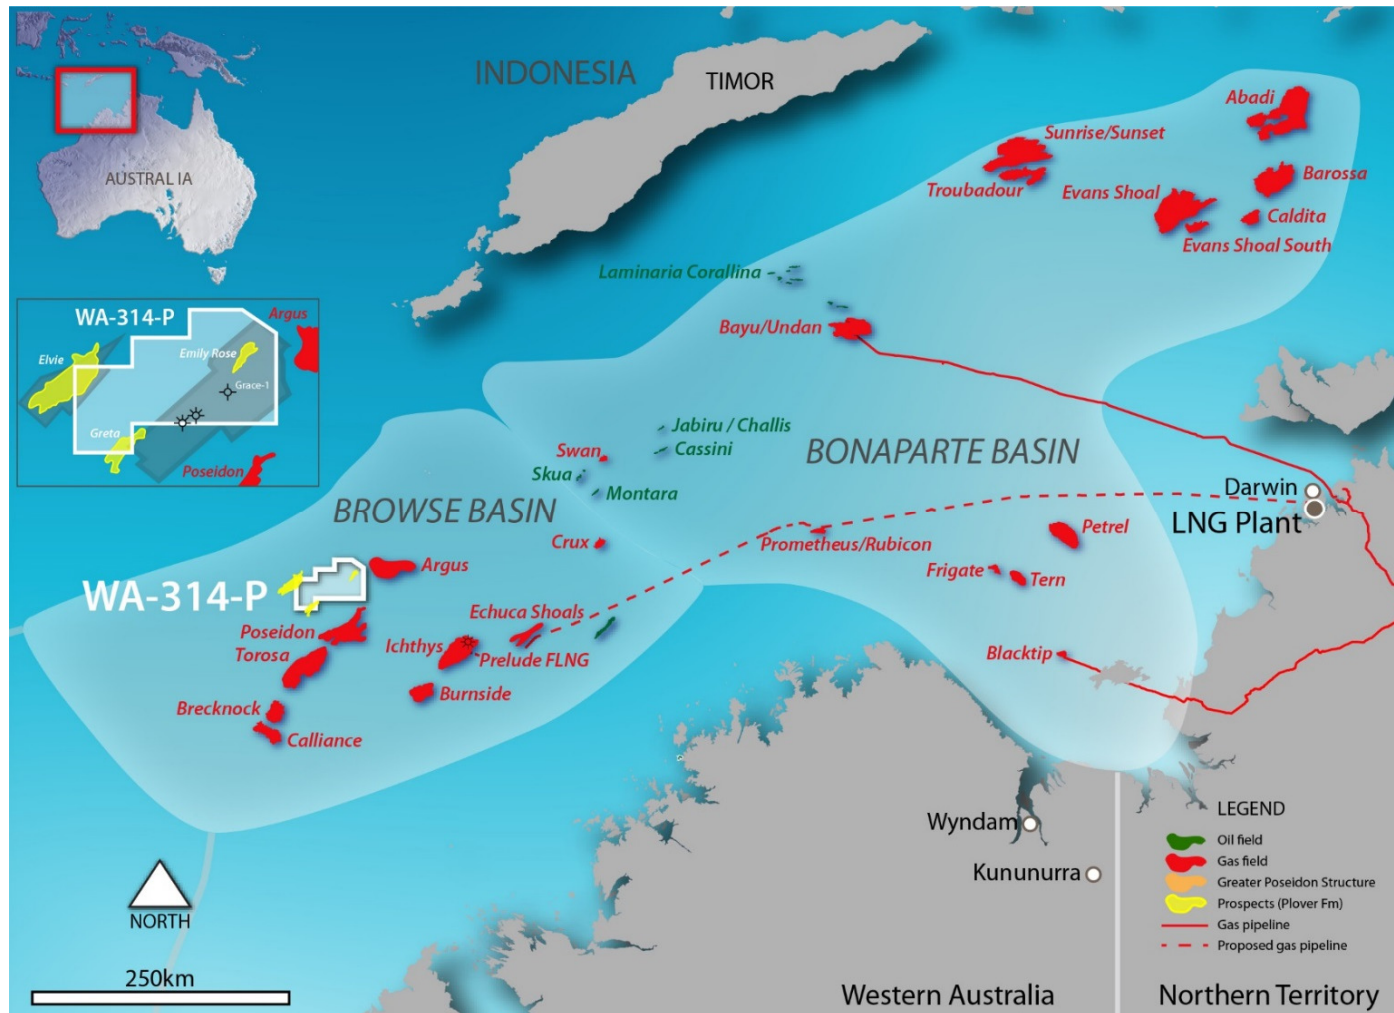 INDONESIA
TIMOR
AUSTRALIA
Abadi
Sunrise/Sunset
Troubadour
Evans Shoal
Barossa
Caldita
Evans Shoal South
Laminaria Corallina
Bayu/Undan
WA-314-P
Argus
Elvie
Emily Rose
Grace-1
Greta
Poseidon
Jabiru / Challis
Cassini
Swan
Skua
Montara
BONAPARTE BASIN
BROWSE BASIN
Darwin
LNG Plant
Crux
Prometheus/Rubicon
Petrel
Frigate
Tern
Argus
WA-314-P
Echuca Shoals
Poseidon
Torosa
Ichthys
Prelude FLNG
Blacktip
Burnside
Brecknock
Calliance
Wyndam
Kununurra
LEGEND
Oil field
Gas field
Greater Poseidon Structure
Prospects (Plover Fm)
Gas pipeline
Proposed gas pipeline
NORTH
250km
Western Australia
Northern Territory